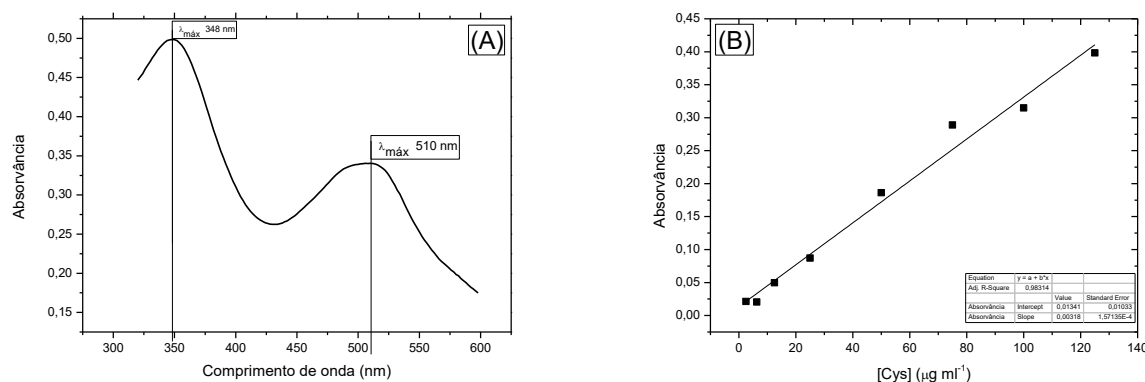 λmáx 348 nm
(A)
0,50
0,45
0,40
0,35
0,30
0,25
0,20
0,15
λmáx 510 nm
Absorvância
300 350 400 450 500 550 600
Comprimento de onda (nm)
(B)
0,45
0,40
0,35
0,30
0,25
0,20
0,15
0,10
0,05
0,00
Absorvância
Equation y = a + b*x
Adj. R-Square 0,98314
Value Standard Error
Absorvância Intercept 0,01341 0,01033
Absorvância Slope 0,00318 1,57135E-4
0 20 40 60 80 100 120 140
[Cys] (μg ml⁻¹)